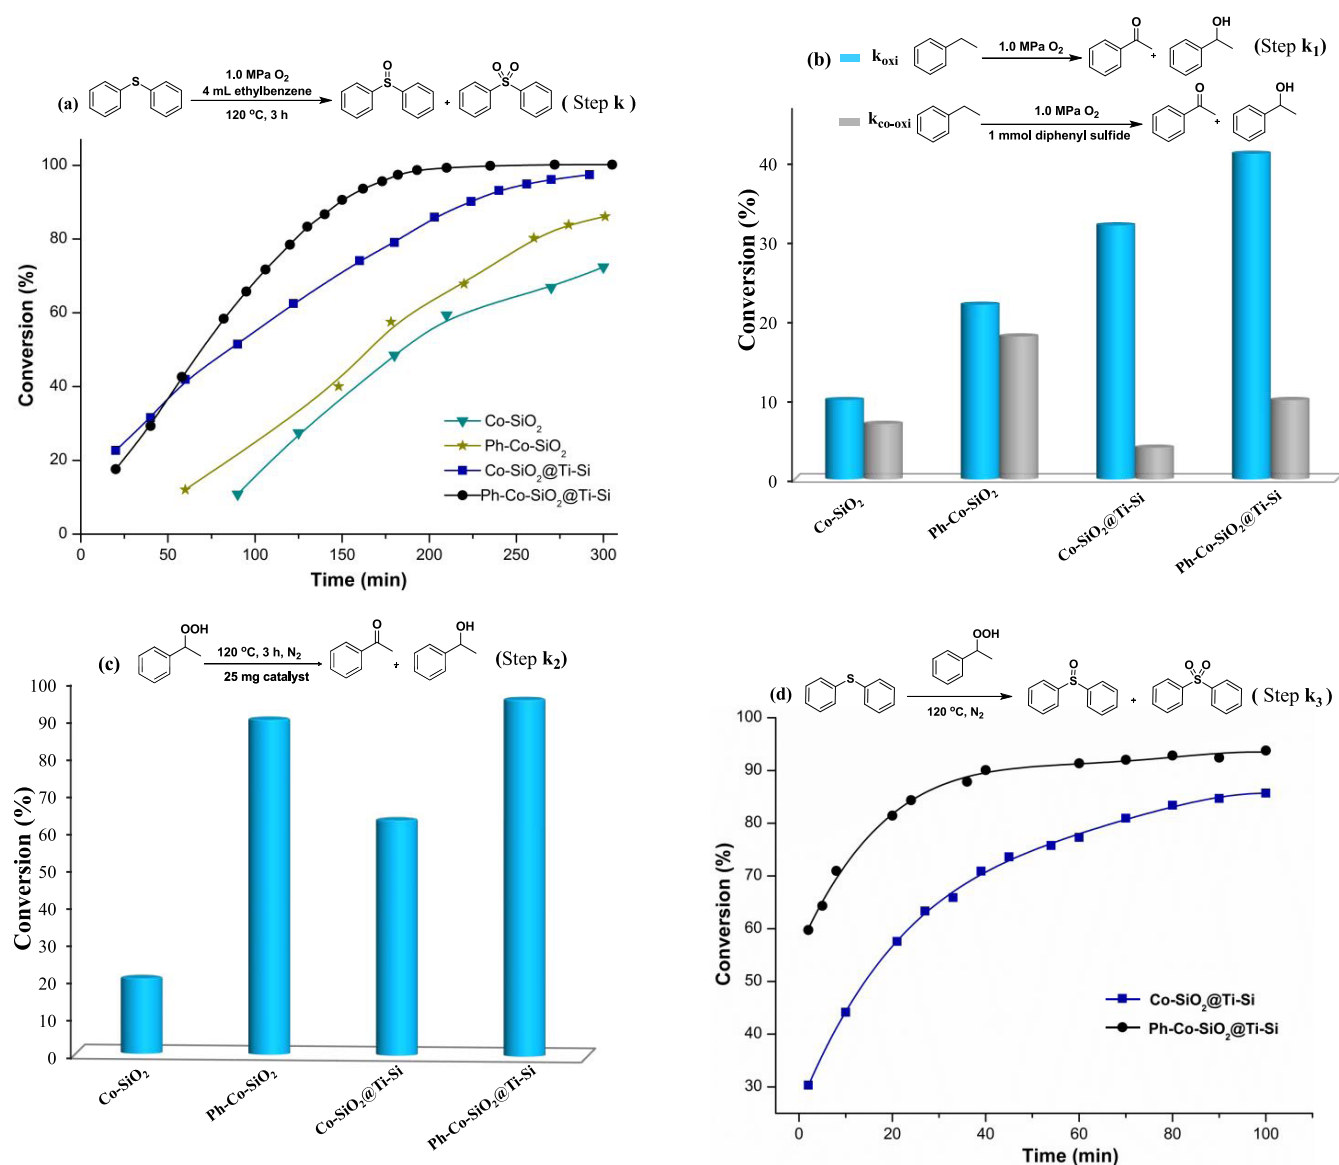 (a)
S
1.0 MPa O2
4 mL ethylbenzene
120 °C, 3 h
O
S
+
O O
S
( Step k )
Conversion (%)
100
80
60
40
20
0
Co-SiO2
Ph-Co-SiO2
Co-SiO2@Ti-Si
Ph-Co-SiO2@Ti-Si
0 50 100 150 200 250 300
Time (min)
(b)
koxi
1.0 MPa O2
O
+
OH
(Step k1)
kco-oxi
1.0 MPa O2
1 mmol diphenyl sulfide
O
+
OH
Conversion (%)
40
30
20
10
0
Co-SiO2
Ph-Co-SiO2
Co-SiO2@Ti-Si
Ph-Co-SiO2@Ti-Si
(c)
OOH
120 °C, 3 h, N2
25 mg catalyst
O
+
OH
(Step k2)
Conversion (%)
100
90
80
70
60
50
40
30
20
10
0
Co-SiO2
Ph-Co-SiO2
Co-SiO2@Ti-Si
Ph-Co-SiO2@Ti-Si
(d)
S
OOH
120 °C, N2
O
S
+
O O
S
( Step k3 )
Conversion (%)
100
90
80
70
60
50
40
30
Co-SiO2@Ti-Si
Ph-Co-SiO2@Ti-Si
0 20 40 60 80 100
Time (min)